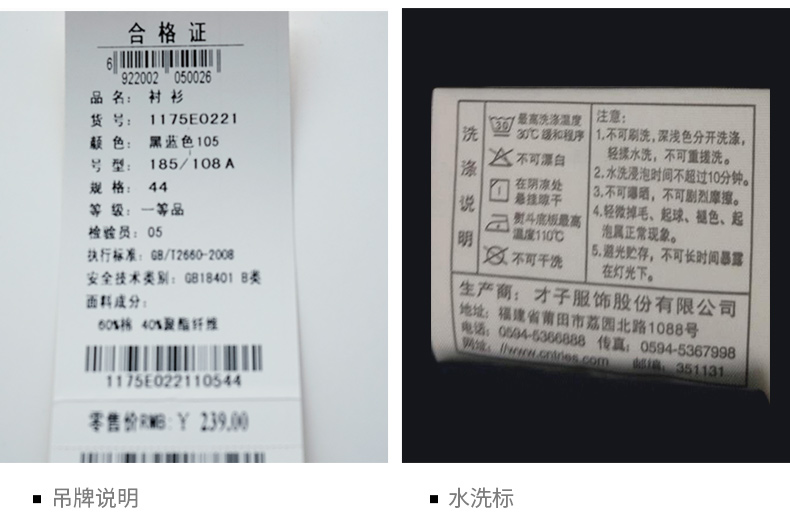 合格证
6 922002 050026
品 名： 衬 衫
货 号： 1175E0221
颜 色： 黑蓝色105
号 型： 185/108A
规 格： 44
等 级： 一等品
检验员： 05
执行标准： GB/T2660-2008
安全技术类别： GB18401 B类
面料成分：
60%棉 40%聚酯纤维
1175E022110544
零售价RMB：￥ 239.00
吊牌说明
洗涤说明
最高洗涤温度
30℃ 缓和程序
不可漂白
在阴凉处
悬挂晾干
熨斗底板最高
温度110℃
不可干洗
注意：
1.不可刷洗，深浅色分开洗涤，
轻揉水洗，不可重搓洗。
2.水洗浸泡时间不超过10分钟。
3.不可曝晒，不可剧烈摩擦。
4.轻微掉毛、起球、褪色、起
泡属正常现象。
5.避光贮存，不可长时间暴露
在灯光下。
生产商：才子服饰股份有限公司
地址：福建省莆田市荔园北路1088号
电话：0594-5366888 传真：0594-5367998
网址：//www.cntries.com 邮编：351131
水洗标